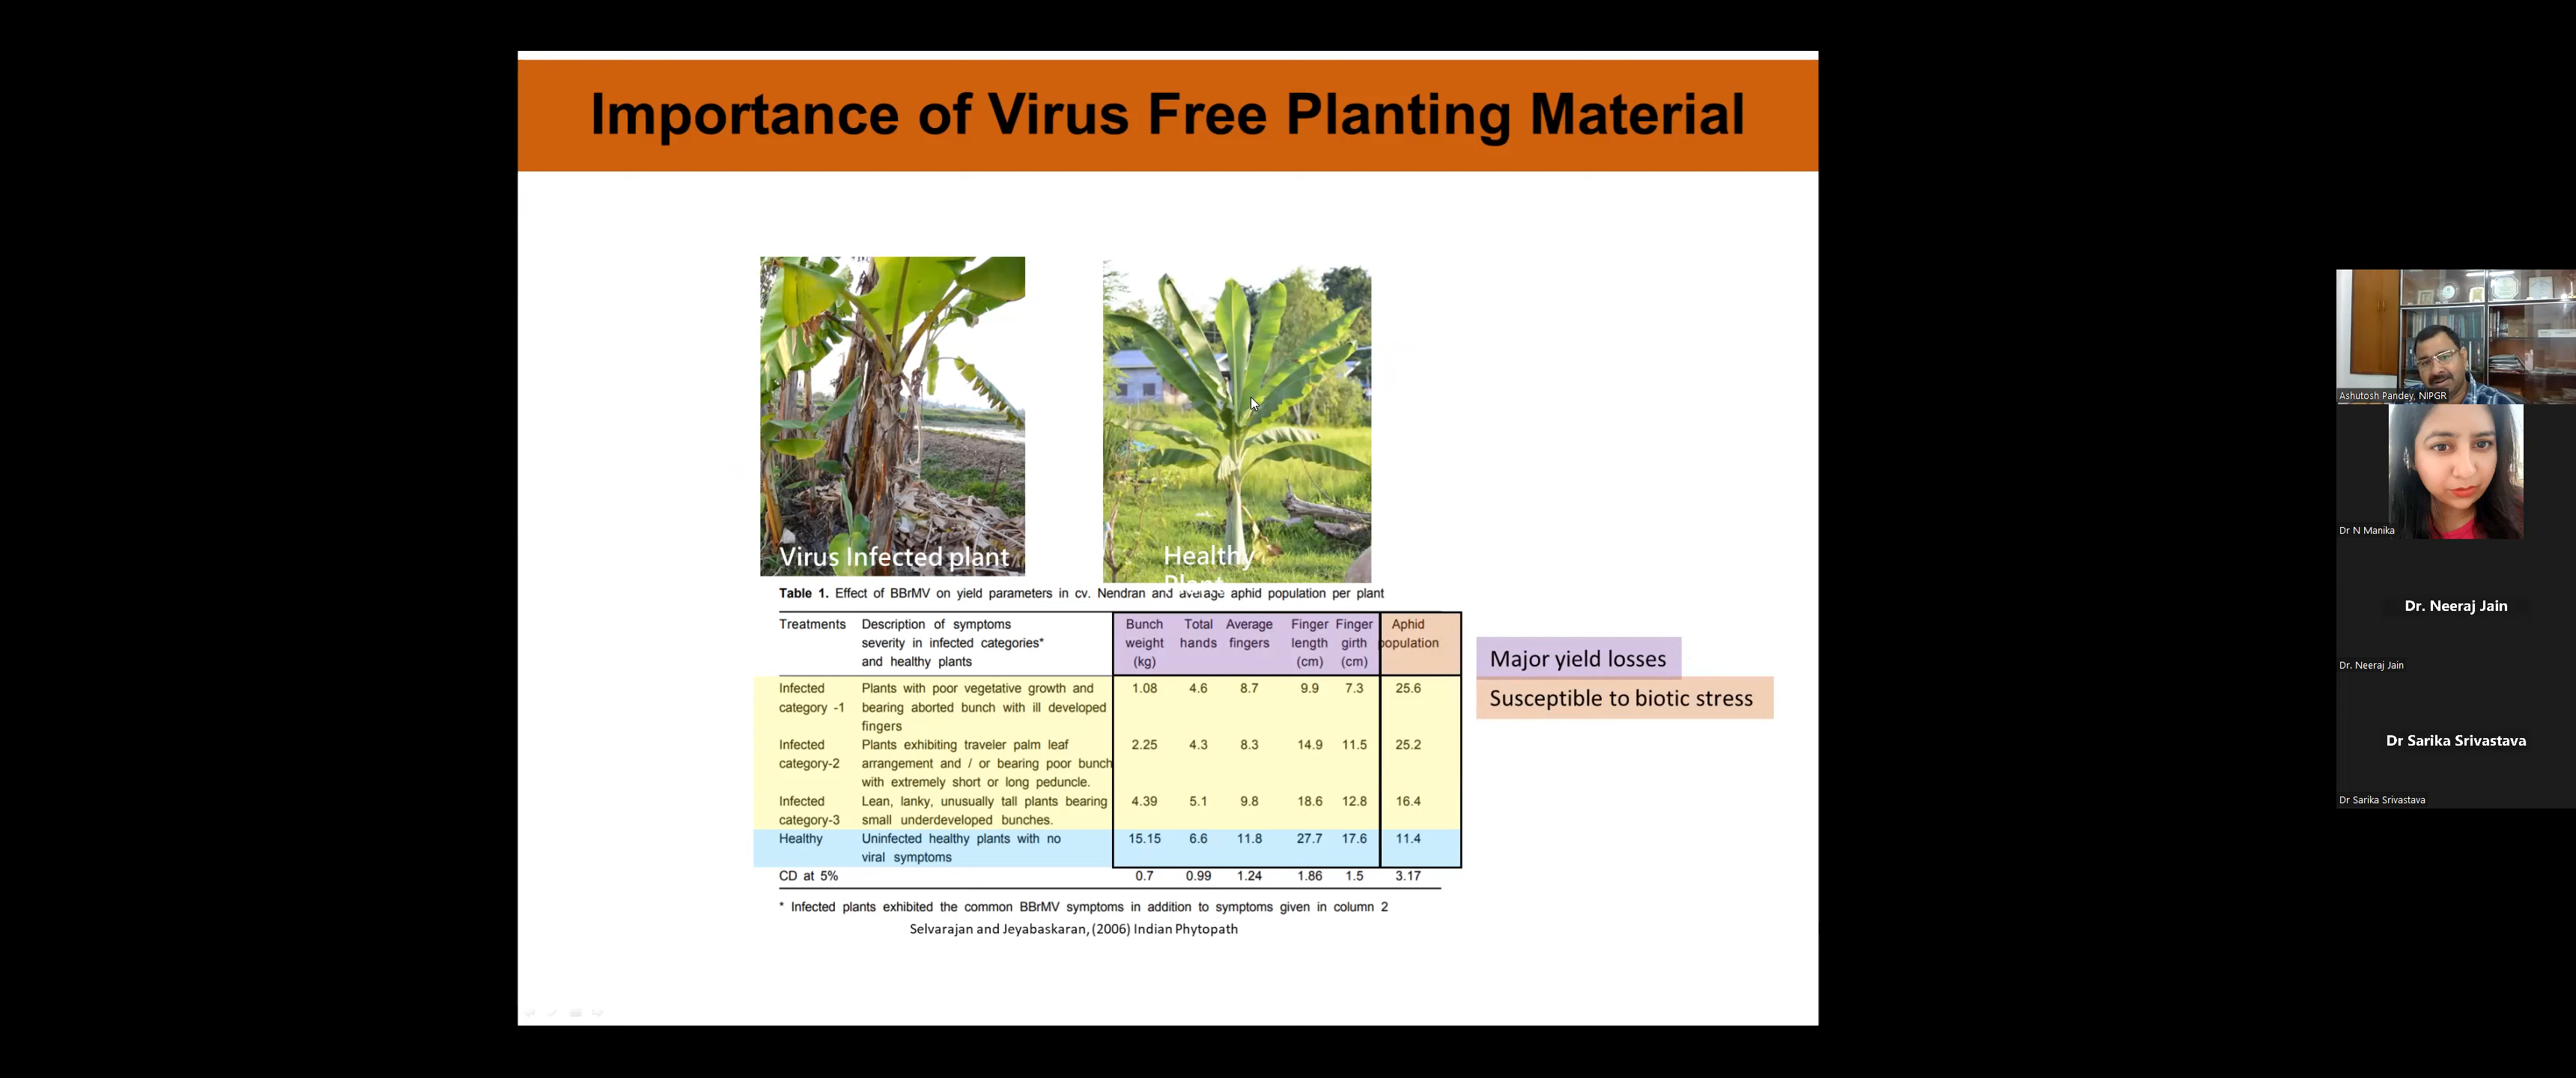 Importance of Virus Free Planting Material
Virus Infected plant
Healthy
Plant
Table 1. Effect of BBrMV on yield parameters in cv. Nendran and average aphid population per plant
Treatments Description of symptoms severity in infected categories* and healthy plants Bunch weight (kg) Total hands Average fingers Finger length (cm) Finger girth (cm) Aphid population
Infected category -1 Plants with poor vegetative growth and bearing aborted bunch with ill developed fingers 1.08 4.6 8.7 9.9 7.3 25.6
Infected category-2 Plants exhibiting traveler palm leaf arrangement and / or bearing poor bunch with extremely short or long peduncle. 2.25 4.3 8.3 14.9 11.5 25.2
Infected category-3 Lean, lanky, unusually tall plants bearing small underdeveloped bunches. 4.39 5.1 9.8 18.6 12.8 16.4
Healthy Uninfected healthy plants with no viral symptoms 15.15 6.6 11.8 27.7 17.6 11.4
CD at 5% 0.7 0.99 1.24 1.86 1.5 3.17
* Infected plants exhibited the common BBrMV symptoms in addition to symptoms given in column 2
Selvarajan and Jeyabaskaran, (2006) Indian Phytopath
Major yield losses
Susceptible to biotic stress
Ashutosh Pandey, NIPGR
Dr N Manika
Dr. Neeraj Jain
Dr. Neeraj Jain
Dr Sarika Srivastava
Dr Sarika Srivastava